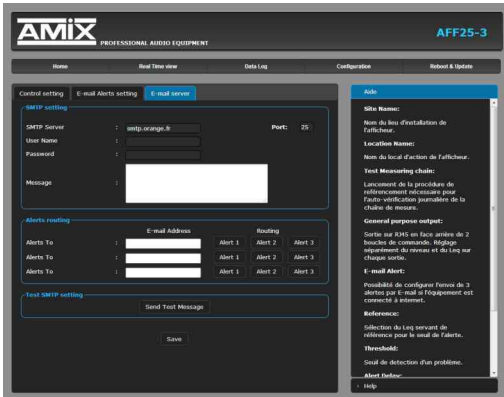 AMiX
PROFESSIONAL AUDIO EQUIPMENT
AFF25-3
Home
Real Time view
Data Log
Configuration
Reboot & Update
Control setting
E-mail Alerts setting
E-mail server
SMTP setting
SMTP Server : smtp.orange.fr Port: 25
User Name :
Password :
Message :
Alerts routing
E-mail Address Routing
Alerts To : Alert 1 Alert 2 Alert 3
Alerts To : Alert 1 Alert 2 Alert 3
Alerts To : Alert 1 Alert 2 Alert 3
Test SMTP setting
Send Test Message
Save
Aide
Site Name:
Nom du lieu d'installation de
l'afficheur.
Location Name:
Nom du local d'action de l'afficheur.
Test Measuring chain:
Lancement de la procédure de
référencement nécessaire pour
l'auto-vérification journalière de la
chaîne de mesure.
General purpose output:
Sortie sur RJ45 en face arrière de 2
boucles de commande. Réglage
séparément du niveau et du Leq sur
chaque sortie.
E-mail Alert:
Possibilité de configurer l'envoi de 3
alertes par E-mail si l'équipement est
connecté à internet.
Reference:
Sélection du Leq servant de
référence pour le seuil de l'alerte.
Threshold:
Seuil de detection d'un problème.
Alert Delay:
Help